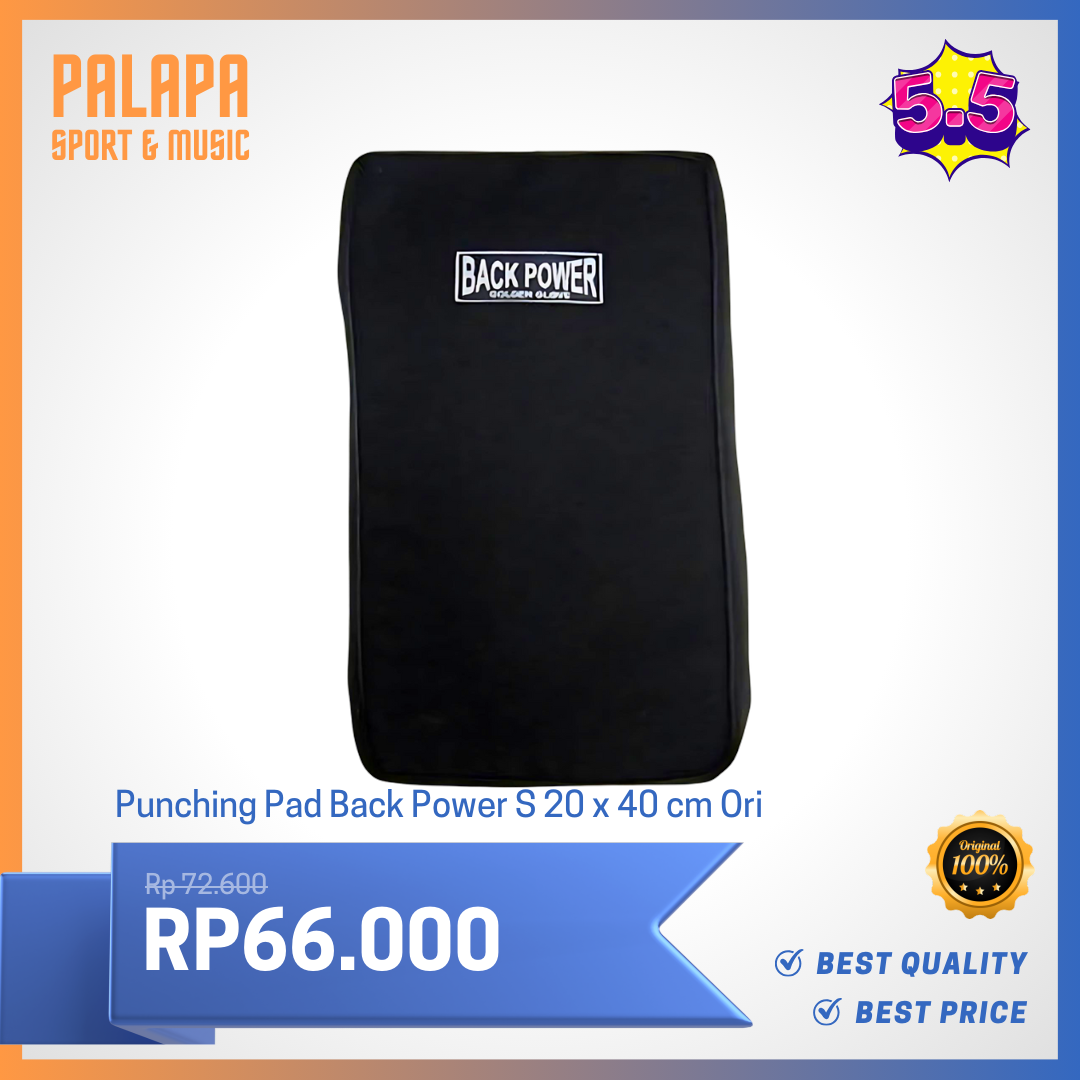 PALAPA
SPORT & MUSIC
5.5
BACK POWER
GOLDEN GLOVE
Punching Pad Back Power S 20 x 40 cm Ori
Rp 72.600
RP66.000
Original
100%
BEST QUALITY
BEST PRICE